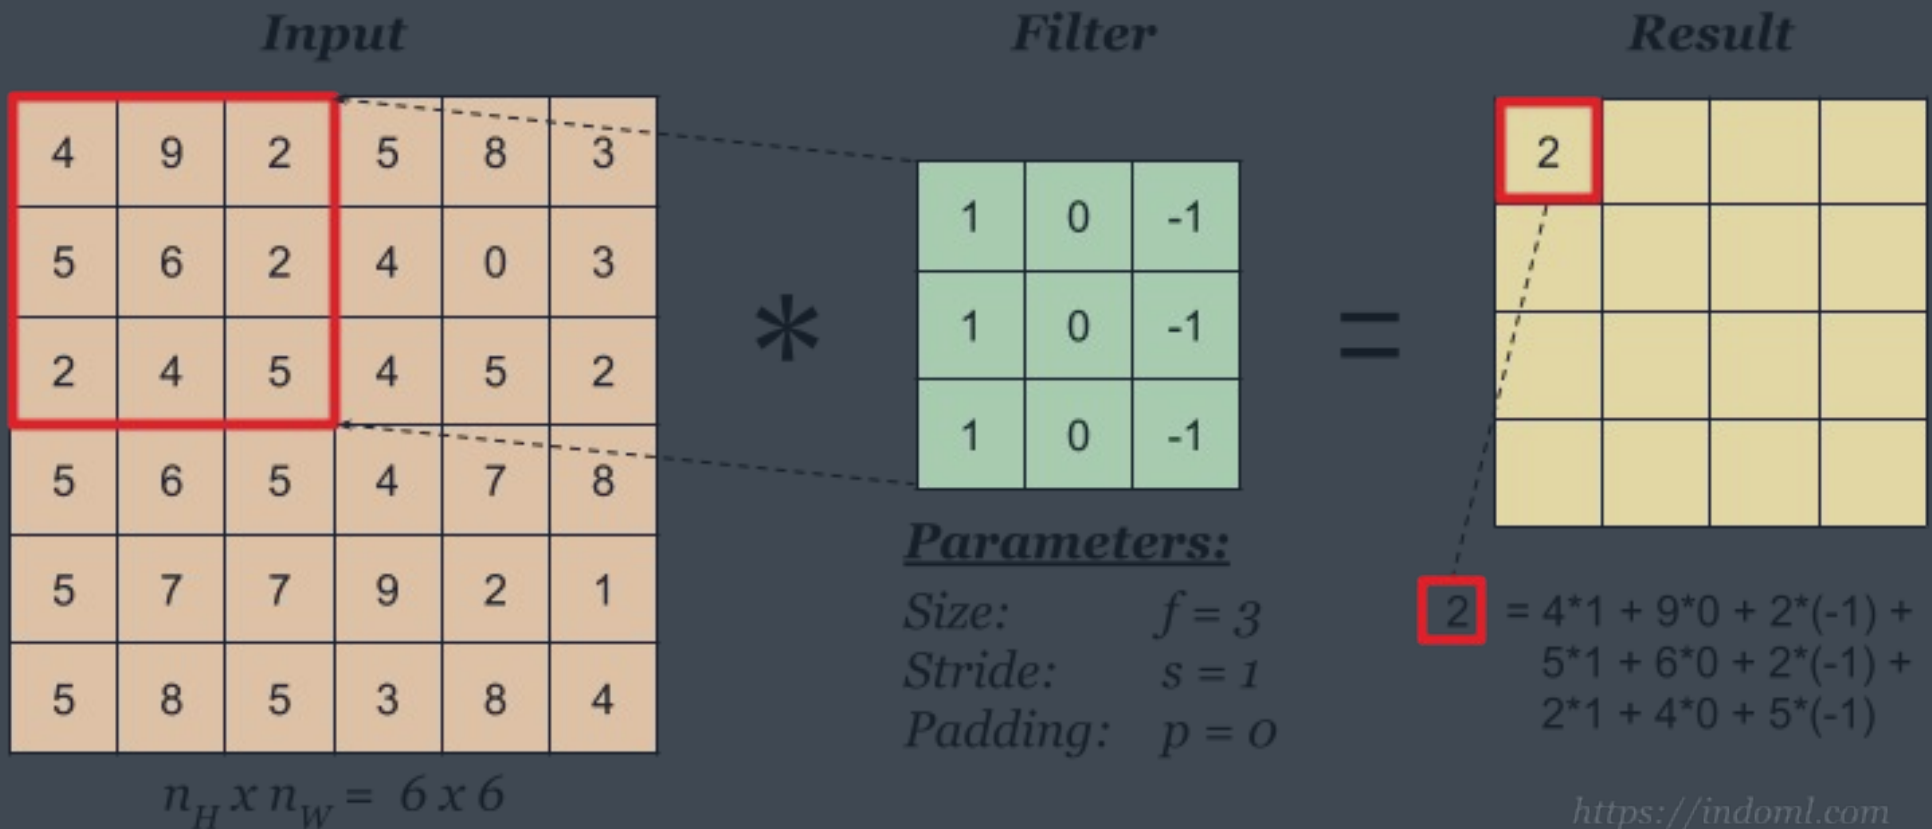 Input Filter Result
4 9 2 5 8 3
5 6 2 4 0 3
2 4 5 4 5 2
5 6 5 4 7 8
5 7 7 9 2 1
5 8 5 3 8 4
n_H x n_W = 6 x 6
*
1 0 -1
1 0 -1
1 0 -1
Parameters:
Size: f = 3
Stride: s = 1
Padding: p = 0
=
2
2 = 4*1 + 9*0 + 2*(-1) +
5*1 + 6*0 + 2*(-1) +
2*1 + 4*0 + 5*(-1)
https://indoml.com